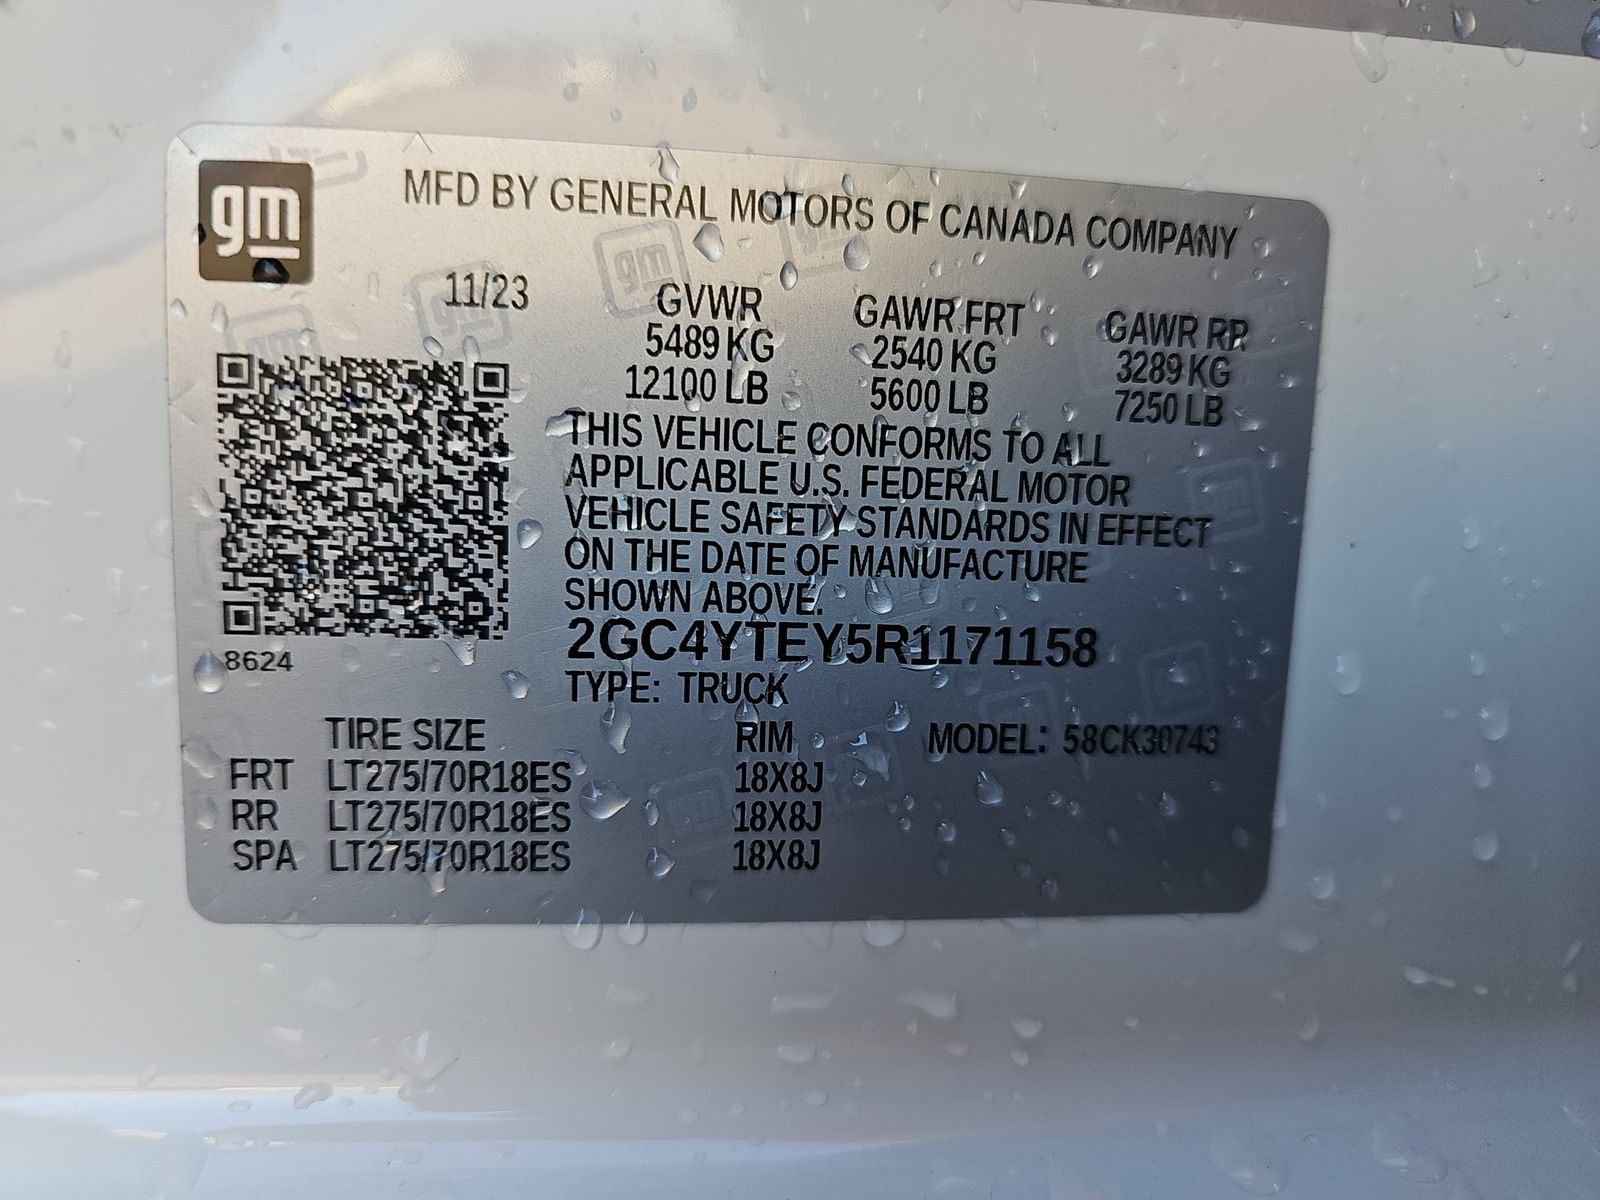 gm
MFD BY GENERAL MOTORS OF CANADA COMPANY
11/23
GVWR
5489 KG
12100 LB
GAWR FRT
2540 KG
5600 LB
GAWR RR
3289 KG
7250 LB
THIS VEHICLE CONFORMS TO ALL
APPLICABLE U.S. FEDERAL MOTOR
VEHICLE SAFETY STANDARDS IN EFFECT
ON THE DATE OF MANUFACTURE
SHOWN ABOVE.
2GC4YTEY5R1171158
TYPE: TRUCK
8624
TIRE SIZE RIM MODEL: 58CK30743
FRT LT275/70R18ES 18X8J
RR LT275/70R18ES 18X8J
SPA LT275/70R18ES 18X8J